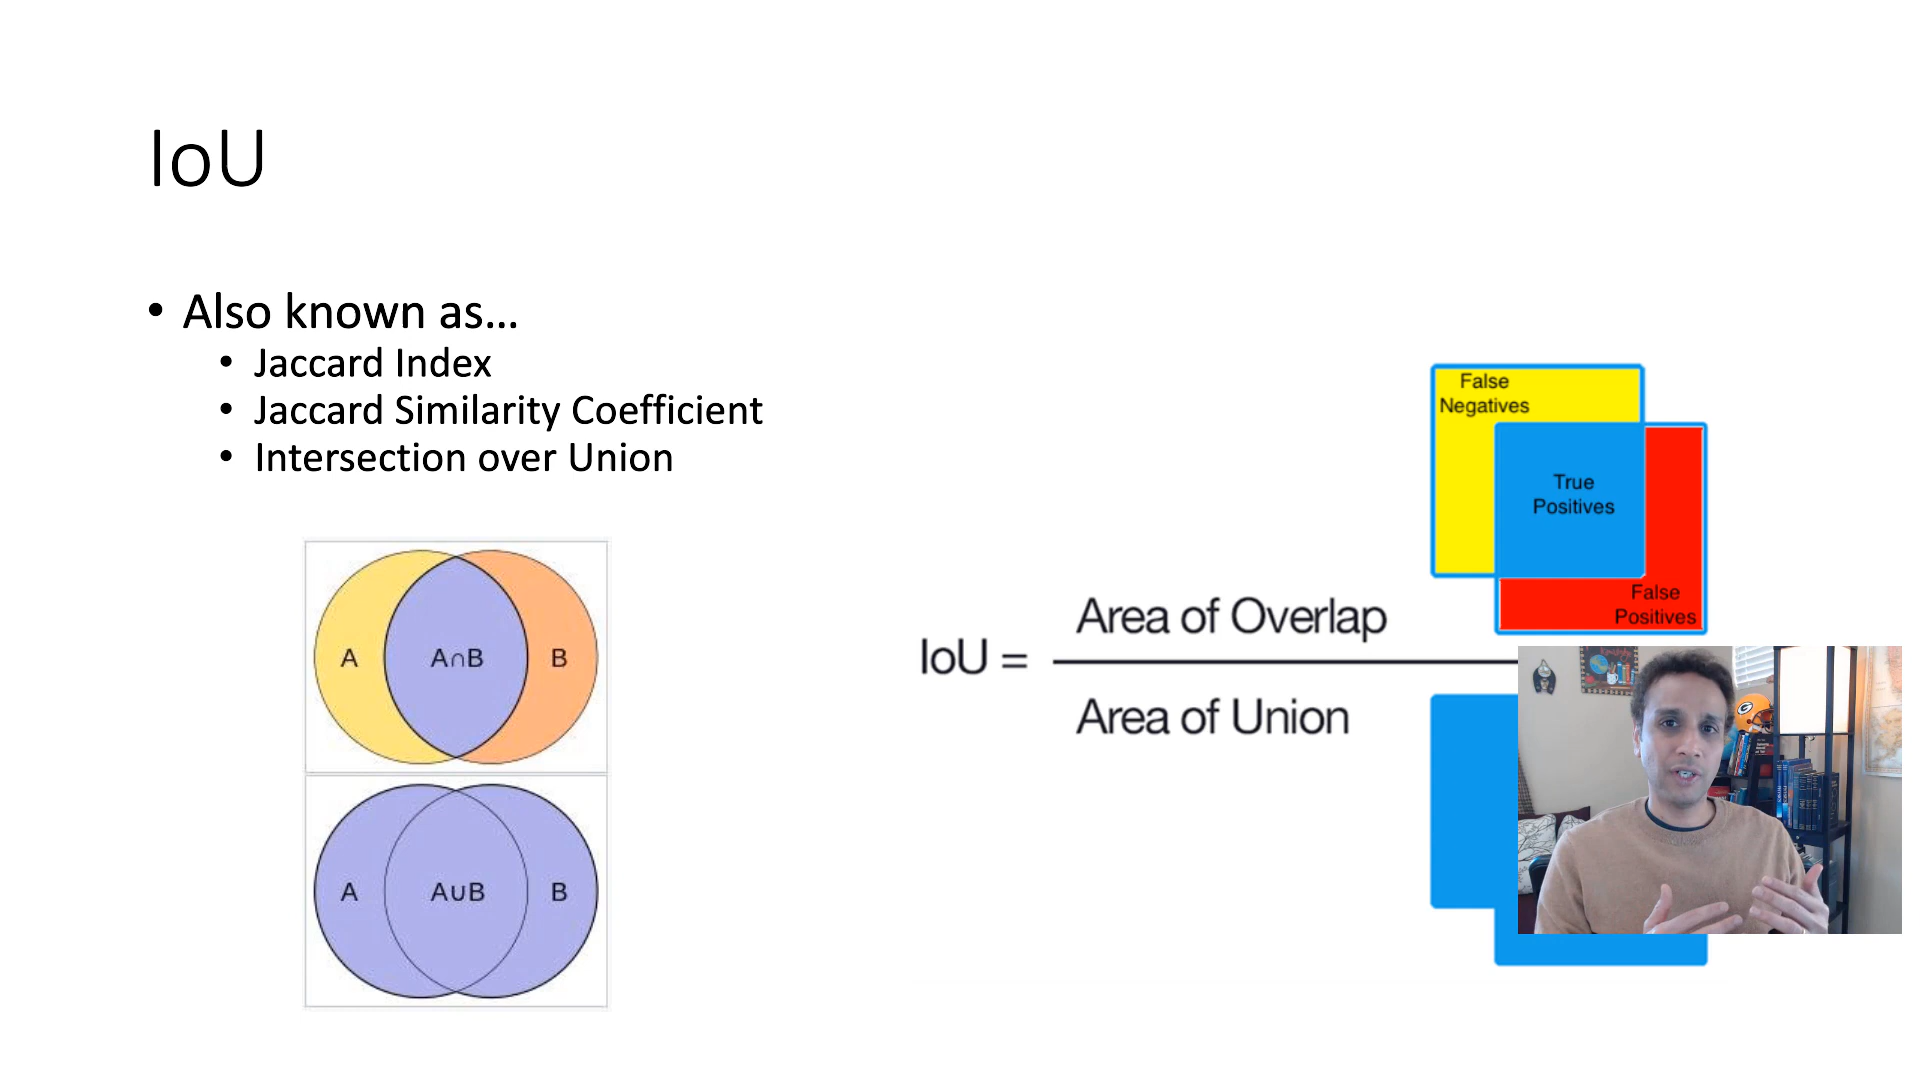 IoU
• Also known as...
• Jaccard Index
• Jaccard Similarity Coefficient
• Intersection over Union
A A∩B B
A A∪B B
IoU =
Area of Overlap
Area of Union
False
Negatives
True
Positives
False
Positives